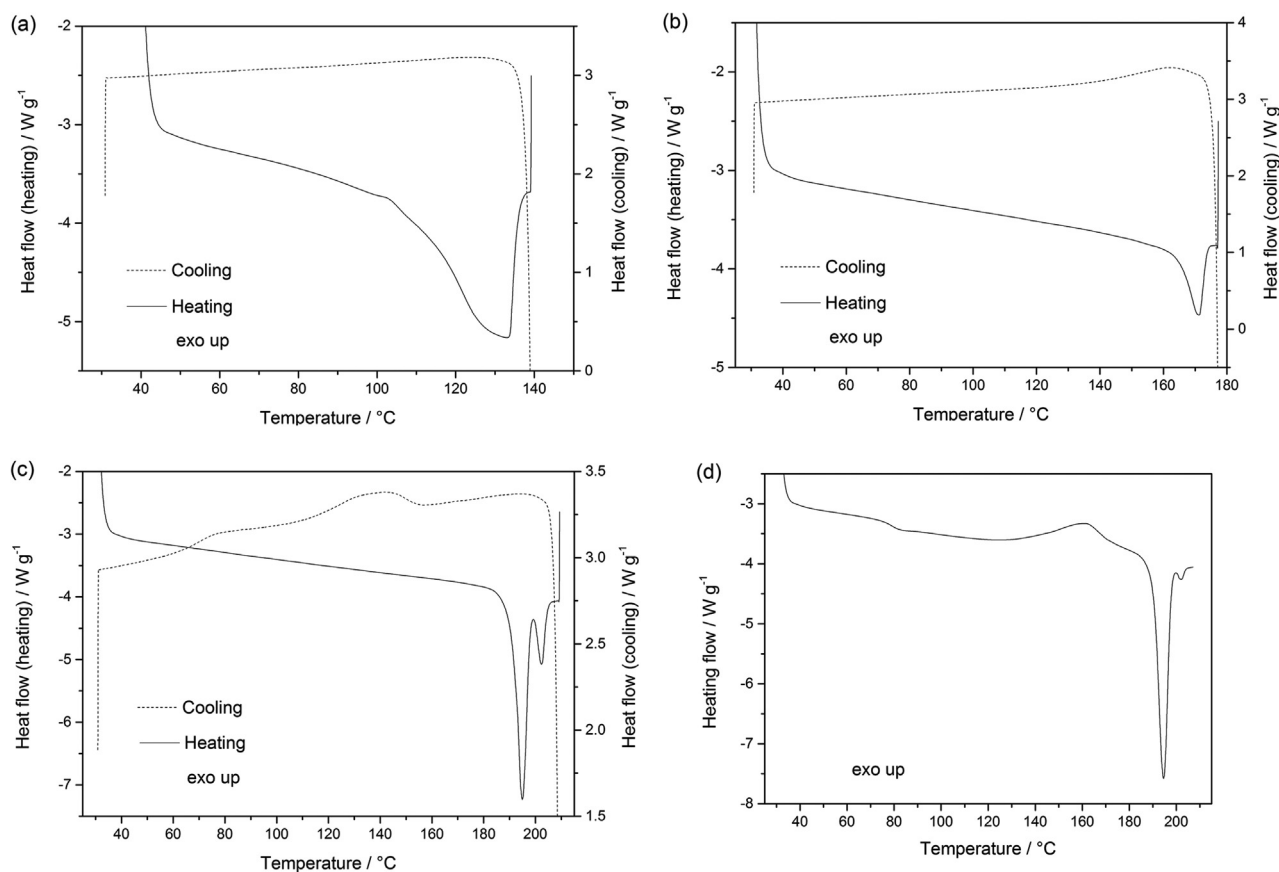 (a)
-2
-3
-4
-5
3
2
1
0
40 60 80 100 120 140
Heat flow (heating) / W g-1
Heat flow (cooling) / W g-1
Cooling
Heating
exo up
Temperature / °C
(b)
-2
-3
-4
-5
4
3
2
1
0
40 60 80 100 120 140 160 180
Heat flow (heating) / W g-1
Heat flow (cooling) / W g-1
Cooling
Heating
exo up
Temperature / °C
(c)
-2
-3
-4
-5
-6
-7
3.5
3.0
2.5
2.0
1.5
40 60 80 100 120 140 160 180 200
Heat flow (heating) / W g-1
Heat flow (cooling) / W g-1
Cooling
Heating
exo up
Temperature / °C
(d)
-3
-4
-5
-6
-7
-8
40 60 80 100 120 140 160 180 200
Heating flow / W g-1
exo up
Temperature / °C